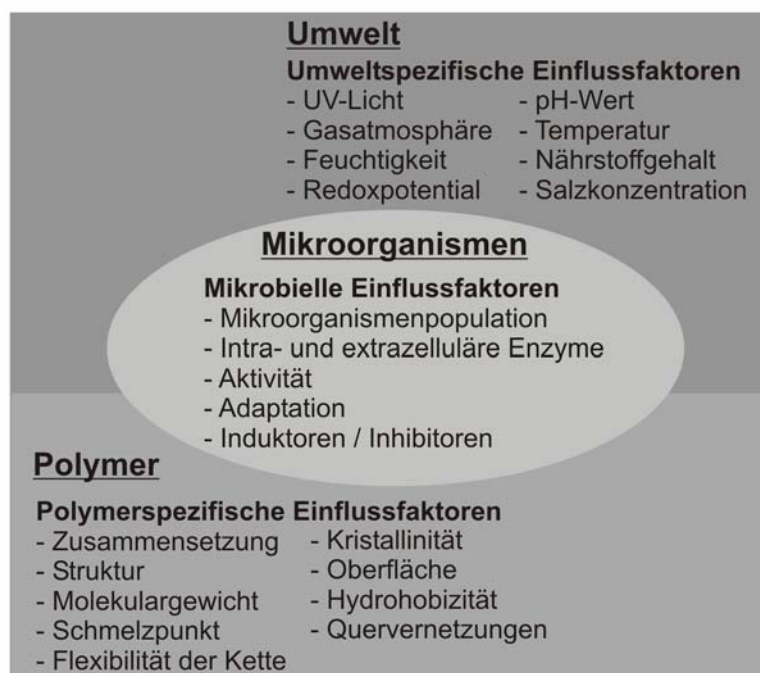 Umwelt
Umweltspezifische Einflussfaktoren
- UV-Licht - pH-Wert
- Gasatmosphäre - Temperatur
- Feuchtigkeit - Nährstoffgehalt
- Redoxpotential - Salzkonzentration
Mikroorganismen
Mikrobielle Einflussfaktoren
- Mikroorganismenpopulation
- Intra- und extrazelluläre Enzyme
- Aktivität
- Adaptation
- Induktoren / Inhibitoren
Polymer
Polymerspezifische Einflussfaktoren
- Zusammensetzung - Kristallinität
- Struktur - Oberfläche
- Molekulargewicht - Hydrohobizität
- Schmelzpunkt - Quervernetzungen
- Flexibilität der Kette